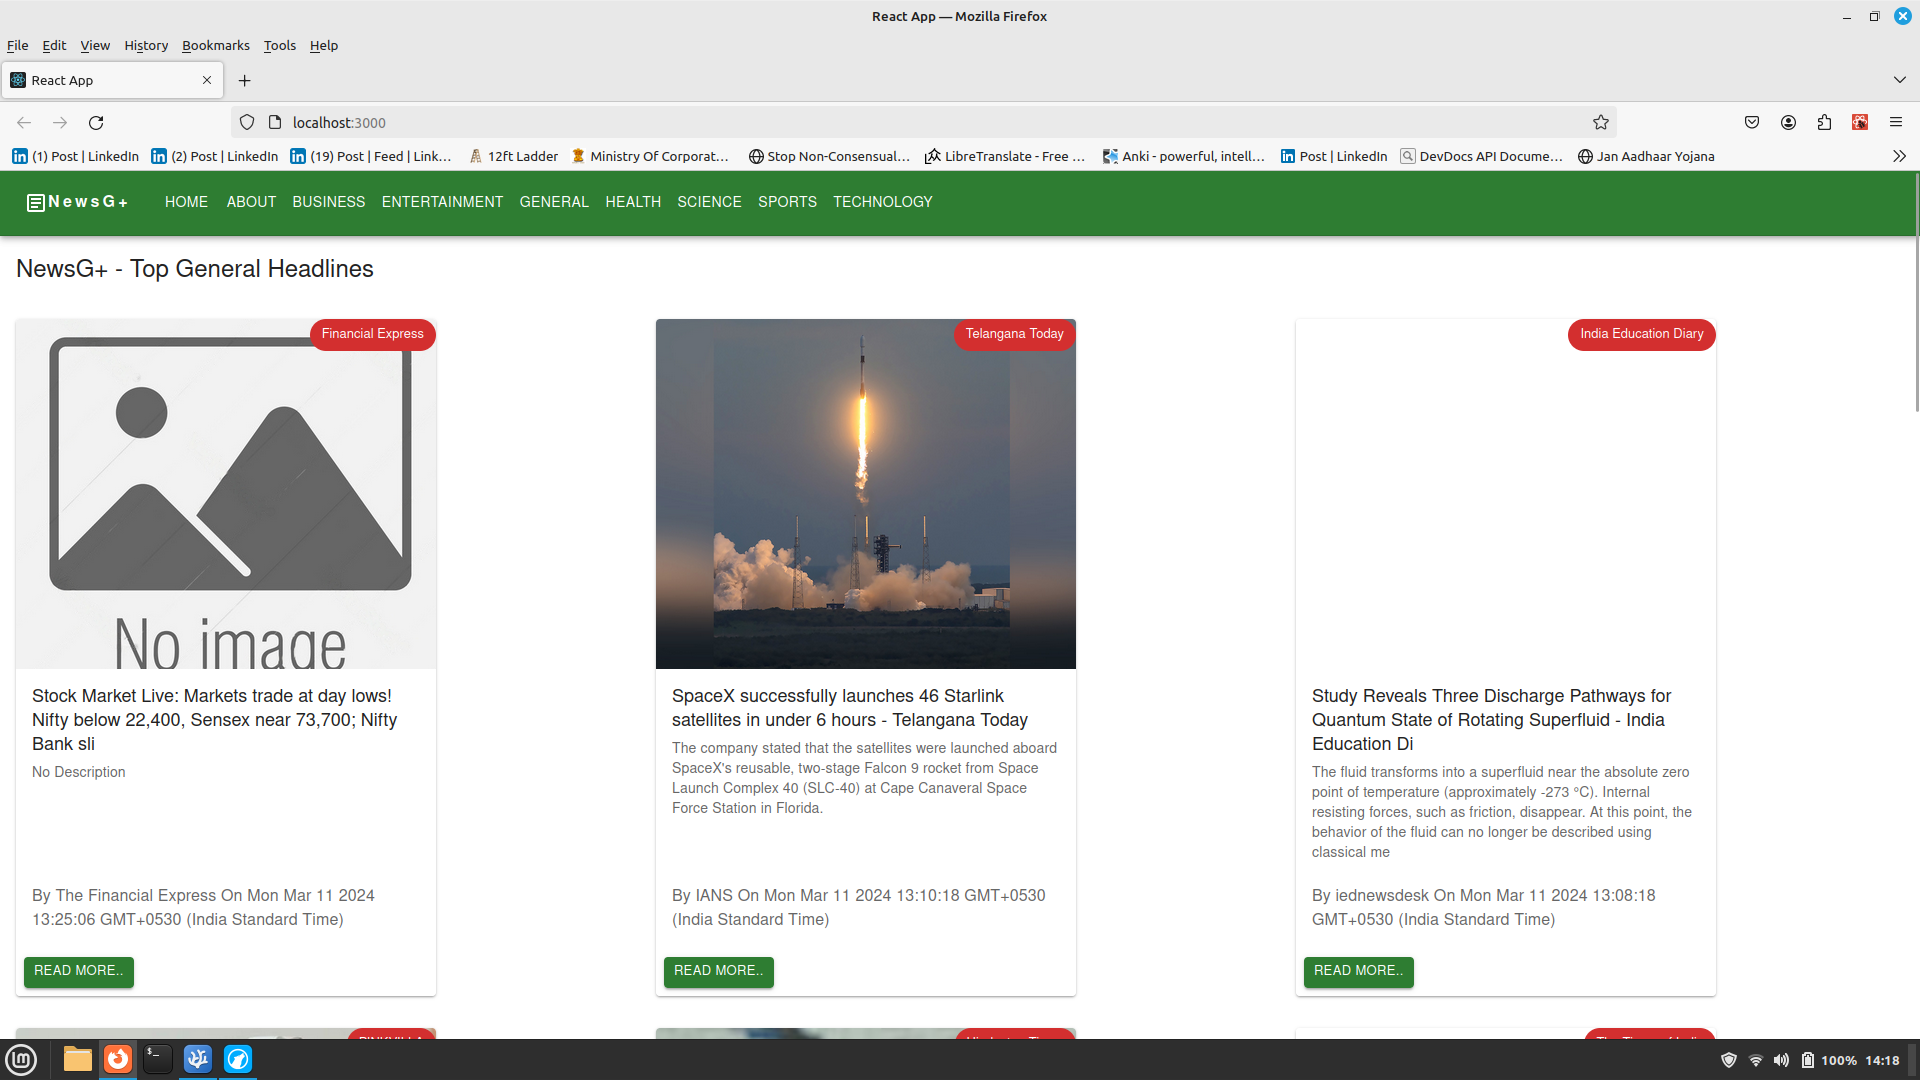 React App — Mozilla Firefox
File Edit View History Bookmarks Tools Help
React App
localhost:3000
(1) Post | LinkedIn (2) Post | LinkedIn (19) Post | Feed | Link… 12ft Ladder Ministry Of Corporat… Stop Non-Consensual… LibreTranslate - Free … Anki - powerful, intell… Post | LinkedIn DevDocs API Docume… Jan Aadhaar Yojana
NewsG+ HOME ABOUT BUSINESS ENTERTAINMENT GENERAL HEALTH SCIENCE SPORTS TECHNOLOGY
NewsG+ - Top General Headlines
Financial Express
No image
Stock Market Live: Markets trade at day lows!
Nifty below 22,400, Sensex near 73,700; Nifty
Bank sli
No Description
By The Financial Express On Mon Mar 11 2024
13:25:06 GMT+0530 (India Standard Time)
READ MORE..
Telangana Today
SpaceX successfully launches 46 Starlink
satellites in under 6 hours - Telangana Today
The company stated that the satellites were launched aboard
SpaceX's reusable, two-stage Falcon 9 rocket from Space
Launch Complex 40 (SLC-40) at Cape Canaveral Space
Force Station in Florida.
By IANS On Mon Mar 11 2024 13:10:18 GMT+0530
(India Standard Time)
READ MORE..
India Education Diary
Study Reveals Three Discharge Pathways for
Quantum State of Rotating Superfluid - India
Education Di
The fluid transforms into a superfluid near the absolute zero
point of temperature (approximately -273 °C). Internal
resisting forces, such as friction, disappear. At this point, the
behavior of the fluid can no longer be described using
classical me
By iednewsdesk On Mon Mar 11 2024 13:08:18
GMT+0530 (India Standard Time)
READ MORE..
100% 14:18